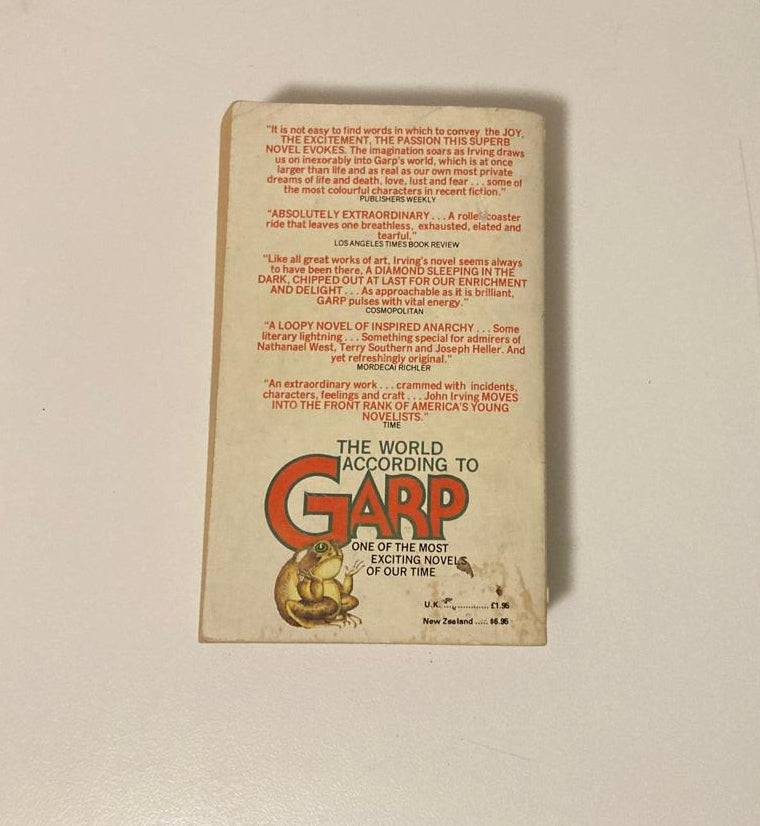 "It is not easy to find words in which to convey the JOY,
THE EXCITEMENT, THE PASSION THIS SUPERB
NOVEL EVOKES. The imagination soars as Irving draws
us on inexorably into Garp's world, which is at once
larger than life and as real as our own most private
dreams of life and death, love, lust and fear . . . some of
the most colourful characters in recent fiction."
PUBLISHERS WEEKLY
"ABSOLUTELY EXTRAORDINARY . . . A roller coaster
ride that leaves one breathless, exhausted, elated and
tearful."
LOS ANGELES TIMES BOOK REVIEW
"Like all great works of art, Irving's novel seems always
to have been there, A DIAMOND SLEEPING IN THE
DARK, CHIPPED OUT AT LAST FOR OUR ENRICHMENT
AND DELIGHT . . . As approachable as it is brilliant,
GARP pulses with vital energy."
COSMOPOLITAN
"A LOOPY NOVEL OF INSPIRED ANARCHY . . . Some
literary lightning . . . Something special for admirers of
Nathanael West, Terry Southern and Joseph Heller. And
yet refreshingly original."
MORDECAI RICHLER
"An extraordinary work . . . crammed with incidents,
characters, feelings and craft . . . John Irving MOVES
INTO THE FRONT RANK OF AMERICA'S YOUNG
NOVELISTS."
TIME
THE WORLD
ACCORDING TO
GARP
ONE OF THE MOST
EXCITING NOVELS
OF OUR TIME
U.K. ............... £1.95
New Zealand ..... $6.95